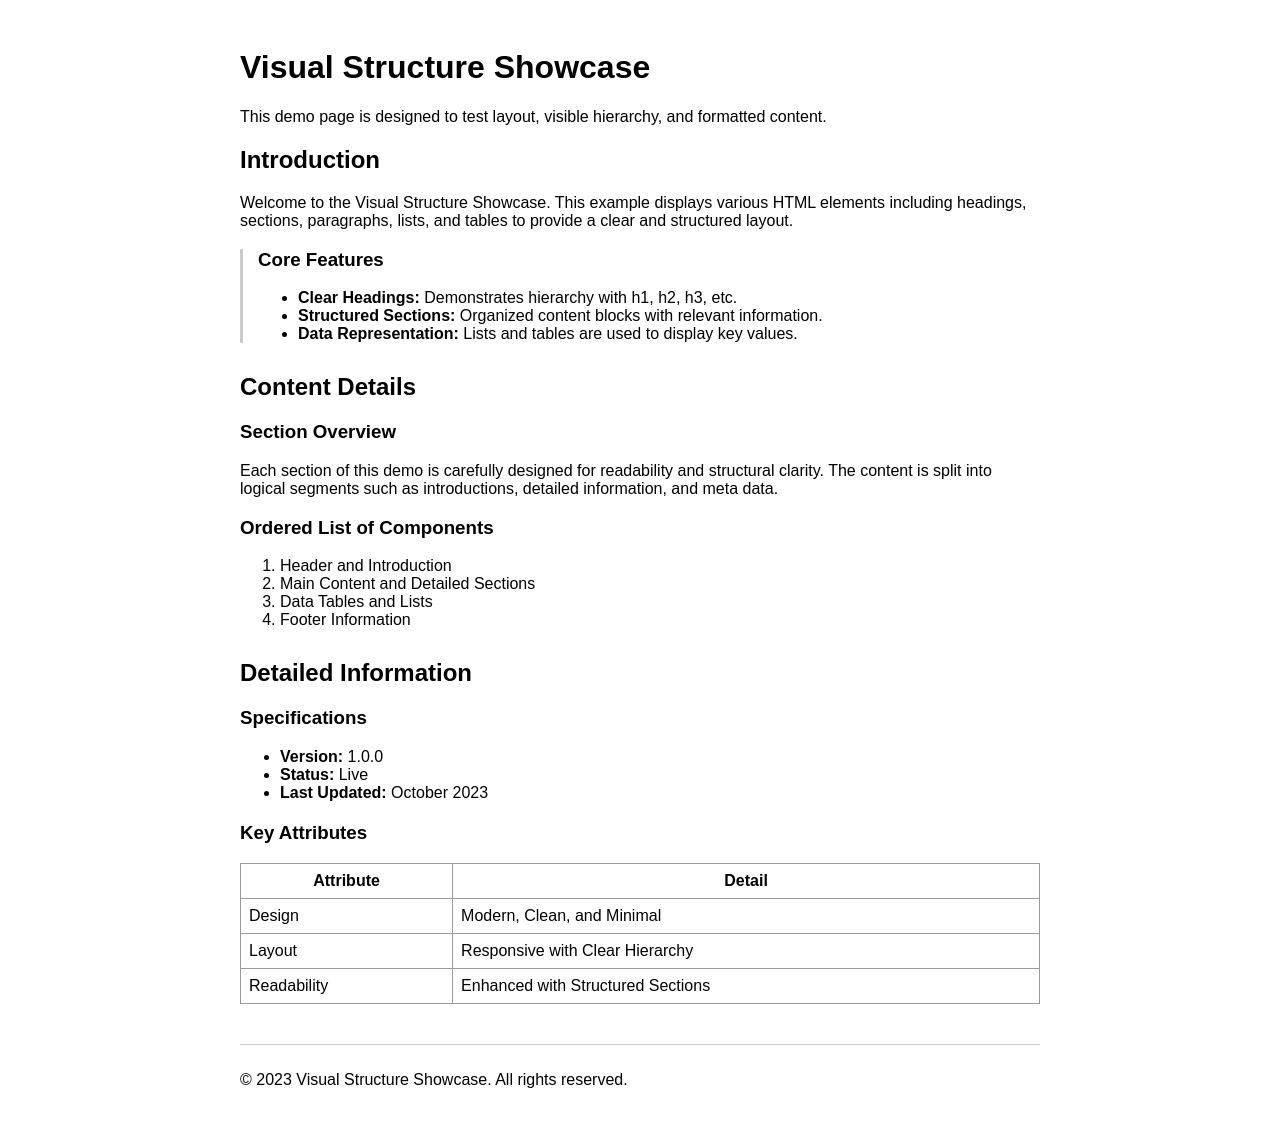 Visual Structure Showcase
This demo page is designed to test layout, visible hierarchy, and formatted content.
Introduction
Welcome to the Visual Structure Showcase. This example displays various HTML elements including headings,
sections, paragraphs, lists, and tables to provide a clear and structured layout.
Core Features
• Clear Headings: Demonstrates hierarchy with h1, h2, h3, etc.
• Structured Sections: Organized content blocks with relevant information.
• Data Representation: Lists and tables are used to display key values.
Content Details
Section Overview
Each section of this demo is carefully designed for readability and structural clarity. The content is split into
logical segments such as introductions, detailed information, and meta data.
Ordered List of Components
1. Header and Introduction
2. Main Content and Detailed Sections
3. Data Tables and Lists
4. Footer Information
Detailed Information
Specifications
• Version: 1.0.0
• Status: Live
• Last Updated: October 2023
Key Attributes
Attribute Detail
Design Modern, Clean, and Minimal
Layout Responsive with Clear Hierarchy
Readability Enhanced with Structured Sections
© 2023 Visual Structure Showcase. All rights reserved.